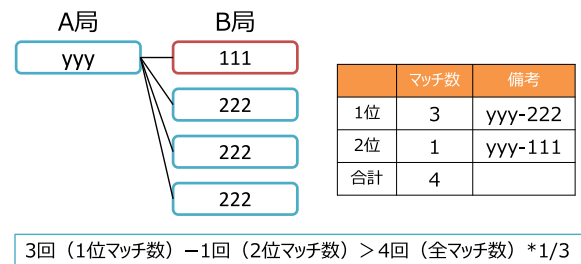 A局 B局
yyy 111
222
222
222
マッチ数 備考
1位 3 yyy-222
2位 1 yyy-111
合計 4
3回（1位マッチ数）－1回（2位マッチ数）＞4回（全マッチ数）*1/3